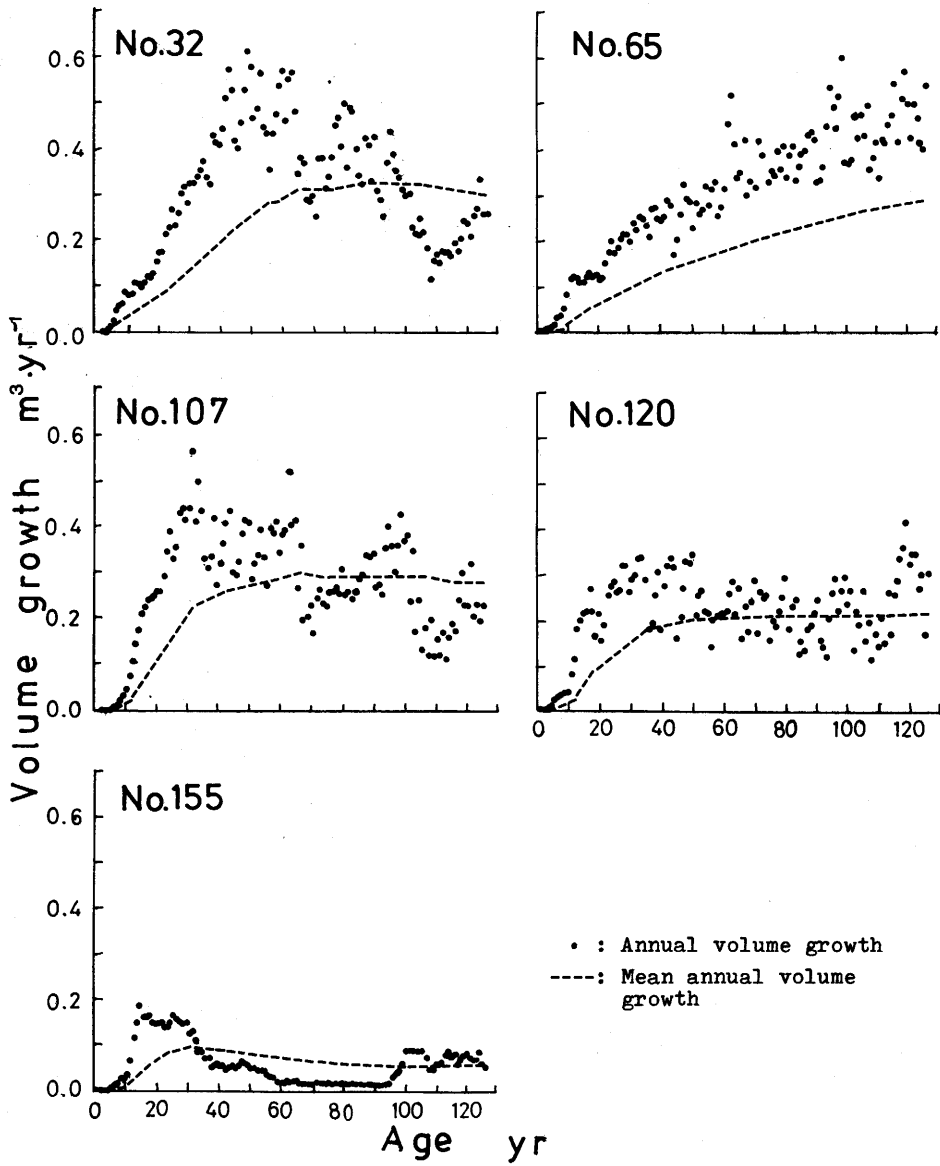 No.32
No.65
0.6
0.4
0.2
0.0
No.107
No.120
0.6
0.4
0.2
0.0
0 20 40 60 80 100 120
No.155
0.6
0.4
0.2
0.0
0 20 40 60 80 100 120
Volume growth m³·yr⁻¹
Age yr
• : Annual volume growth
-----: Mean annual volume
growth